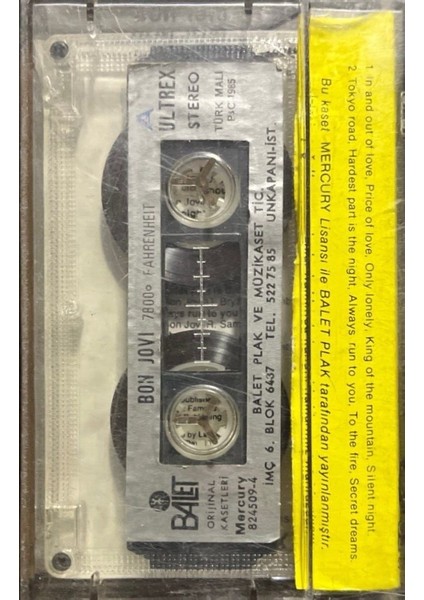 A ULTREX
STEREO
TÜRK MALI
P&C 1985
BON JOVI 7800° FAHRENHEIT
BALET
ORİJİNAL
KASETLERİ
Mercury
824509-4
BALET PLAK VE MÜZİKASET TİC.
İMÇ 6. BLOK 6437 TEL. 522 75 85 UNKAPANI-İST.
1. In and out of love, Price of love, Only lonely, King of the mountain, Silent night.
2. Tokyo road, Hardest part is the night, Always run to you, To the fire, Secret dreams.
Bu kaset MERCURY Lisansı ile BALET PLAK tarafından yayınlanmıştır.